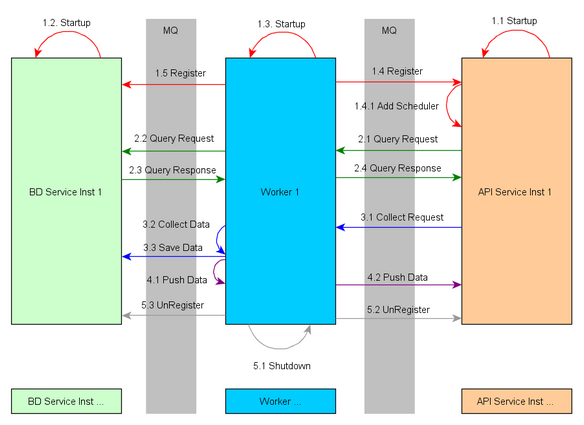 1.2. Startup
MQ
1.3. Startup
MQ
1.1 Startup
1.5 Register
1.4 Register
1.4.1 Add Scheduler
2.2 Query Request
2.1 Query Request
2.3 Query Response
2.4 Query Response
BD Service Inst 1
Worker 1
API Service Inst 1
3.2 Collect Data
3.1 Collect Request
3.3 Save Data
4.1 Push Data
4.2 Push Data
5.3 UnRegister
5.2 UnRegister
5.1 Shutdown
BD Service Inst ...
Worker ...
API Service Inst ...